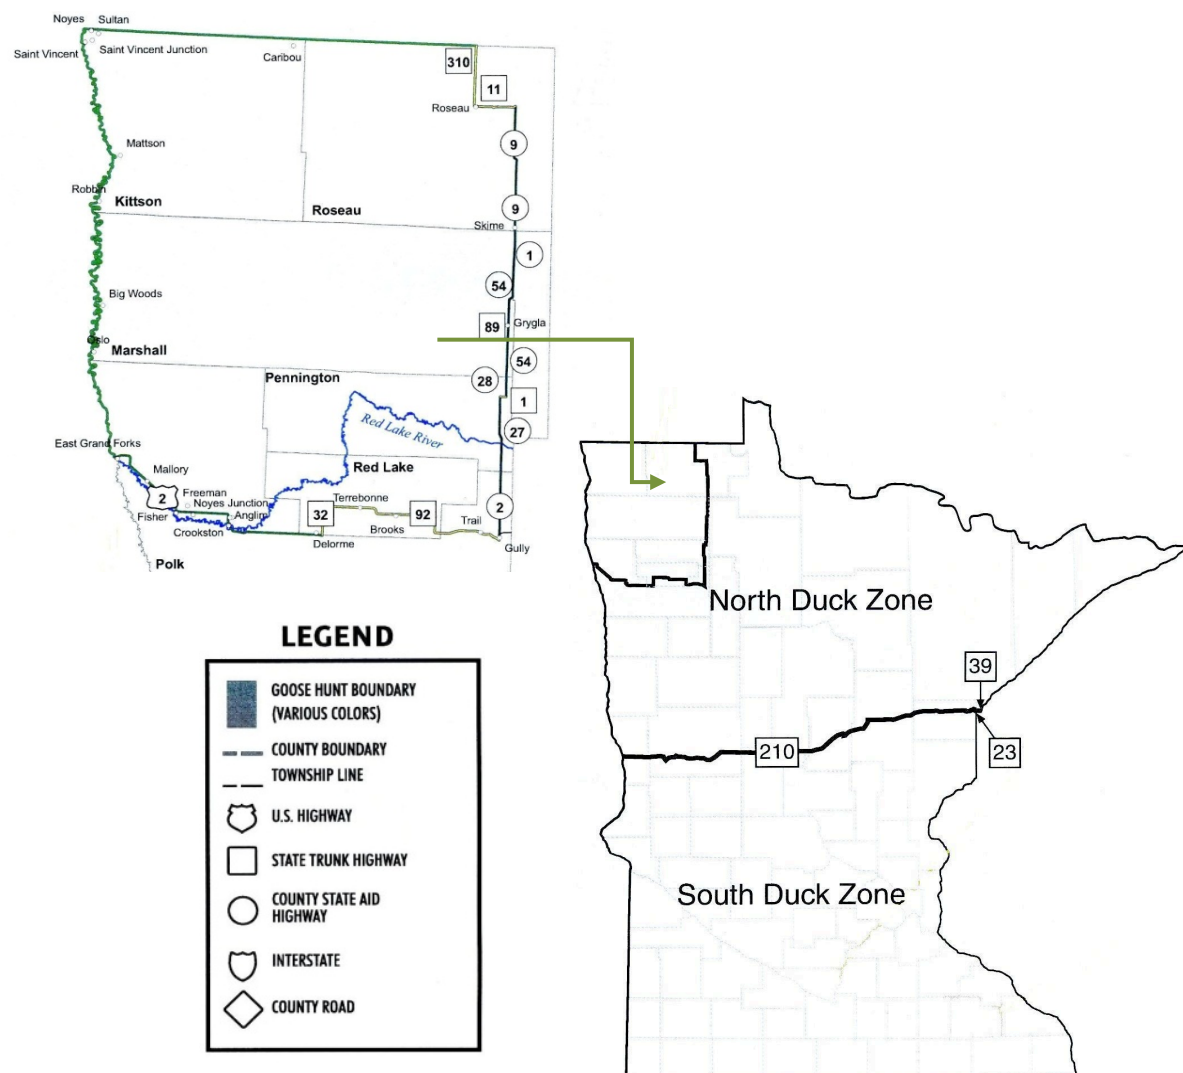 Noyes
Sultan
Saint Vincent
Saint Vincent Junction
Caribou
310
11
Roseau
9
Mattson
Robbin
Kittson
Roseau
9
Skime
1
54
Big Woods
89
Grygla
Oslo
Marshall
54
Pennington
28
1
Red Lake River
27
East Grand Forks
Mallory
Red Lake
2
Freeman
Noyes Junction
Terrebonne
2
Fisher
Anglim
32
92
Trail
Crookston
Brooks
Delorme
Gully
Polk
North Duck Zone
39
210
23
South Duck Zone
LEGEND
GOOSE HUNT BOUNDARY
(VARIOUS COLORS)
COUNTY BOUNDARY
TOWNSHIP LINE
U.S. HIGHWAY
STATE TRUNK HIGHWAY
COUNTY STATE AID
HIGHWAY
INTERSTATE
COUNTY ROAD